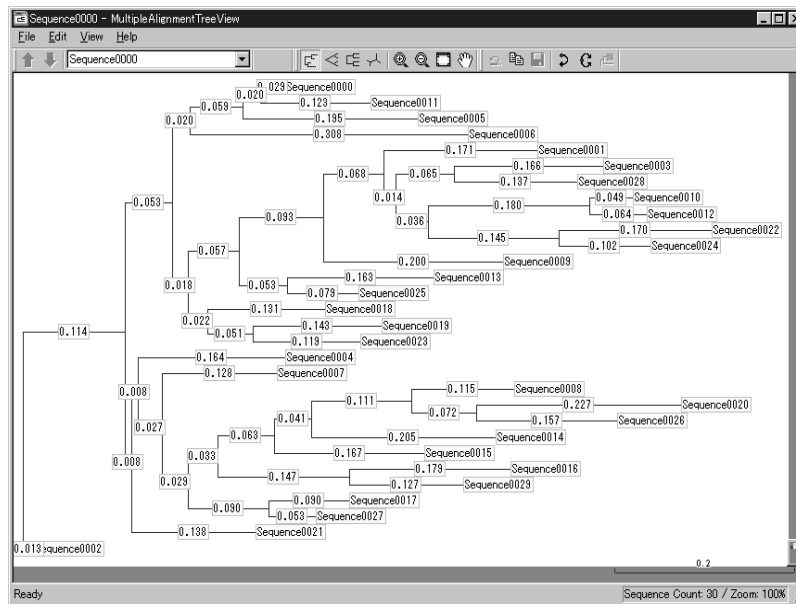 Sequence0000 - MultipleAlignmentTreeView
File Edit View Help
Sequence0000
0.029 Sequence0000
0.020
0.123 Sequence0011
0.059
0.195 Sequence0005
0.020
0.308 Sequence0006
0.171 Sequence0001
0.166 Sequence0003
0.068
0.065
0.137 Sequence0028
0.014
0.049 Sequence0010
0.053
0.180
0.064 Sequence0012
0.093
0.036
0.170 Sequence0022
0.145
0.102 Sequence0024
0.057
0.200 Sequence0009
0.163 Sequence0013
0.018
0.053
0.079 Sequence0025
0.131 Sequence0018
0.022
0.143 Sequence0019
0.114
0.051
0.119 Sequence0023
0.164 Sequence0004
0.128 Sequence0007
0.008
0.115 Sequence0008
0.111
0.227 Sequence0020
0.072
0.041
0.157 Sequence0026
0.027
0.063
0.205 Sequence0014
0.167 Sequence0015
0.033
0.008
0.179 Sequence0016
0.147
0.029
0.127 Sequence0029
0.090
0.090 Sequence0017
0.053 Sequence0027
0.138 Sequence0021
0.013 equence0002
0.2
Ready
Sequence Count: 30 / Zoom: 100%